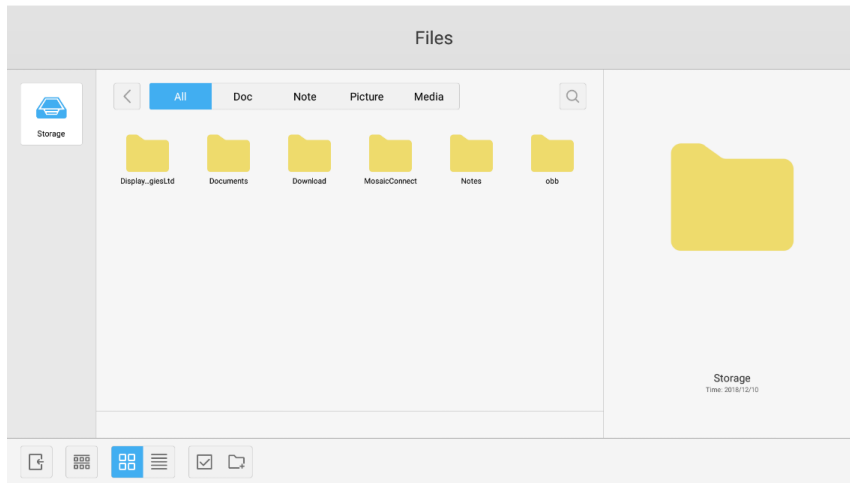 Files
Storage
All Doc Note Picture Media
Display...giesLtd Documents Download MosaicConnect Notes obb
Storage
Time: 2018/12/10